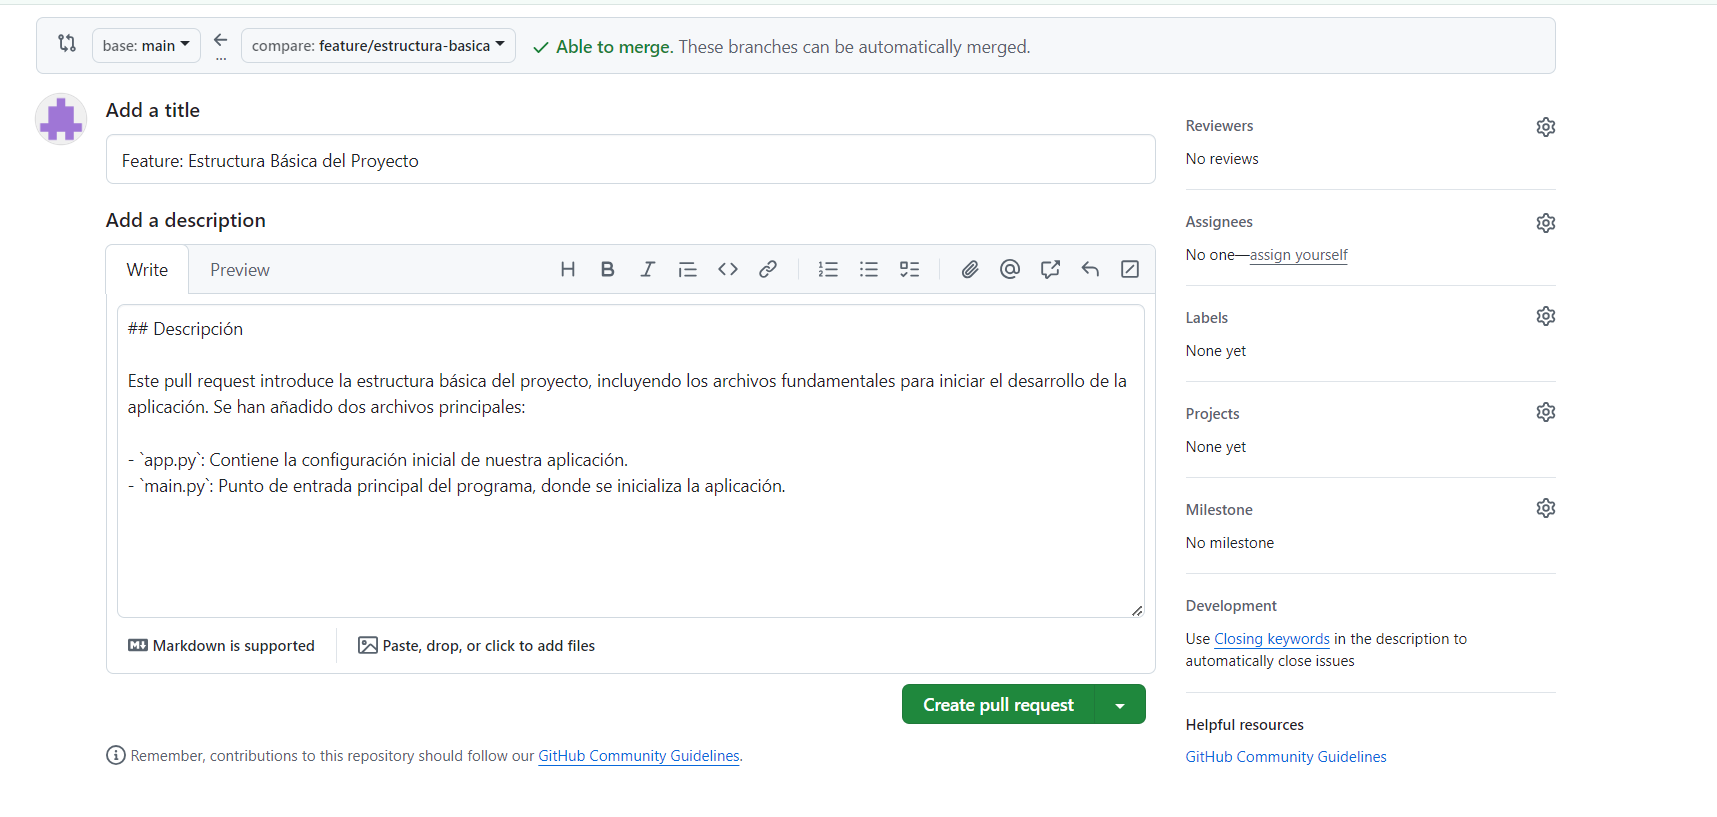 base: main
compare: feature/estructura-basica
Able to merge. These branches can be automatically merged.
Add a title
Feature: Estructura Básica del Proyecto
Add a description
Write
Preview
## Descripción
Este pull request introduce la estructura básica del proyecto, incluyendo los archivos fundamentales para iniciar el desarrollo de la
aplicación. Se han añadido dos archivos principales:
- `app.py`: Contiene la configuración inicial de nuestra aplicación.
- `main.py`: Punto de entrada principal del programa, donde se inicializa la aplicación.
Markdown is supported
Paste, drop, or click to add files
Create pull request
Remember, contributions to this repository should follow our GitHub Community Guidelines.
Reviewers
No reviews
Assignees
No one—assign yourself
Labels
None yet
Projects
None yet
Milestone
No milestone
Development
Use Closing keywords in the description to
automatically close issues
Helpful resources
GitHub Community Guidelines